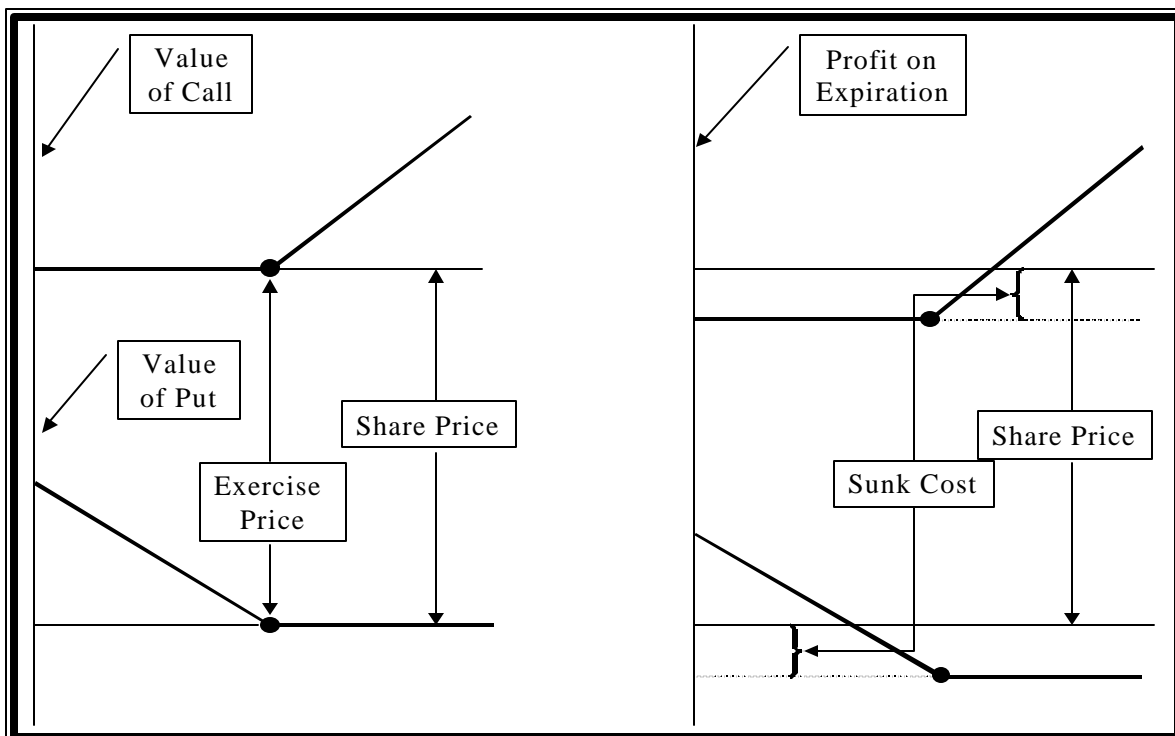 Value
of Call
Profit on
Expiration
Value
of Put
Share Price
Exercise
Price
Share Price
Sunk Cost